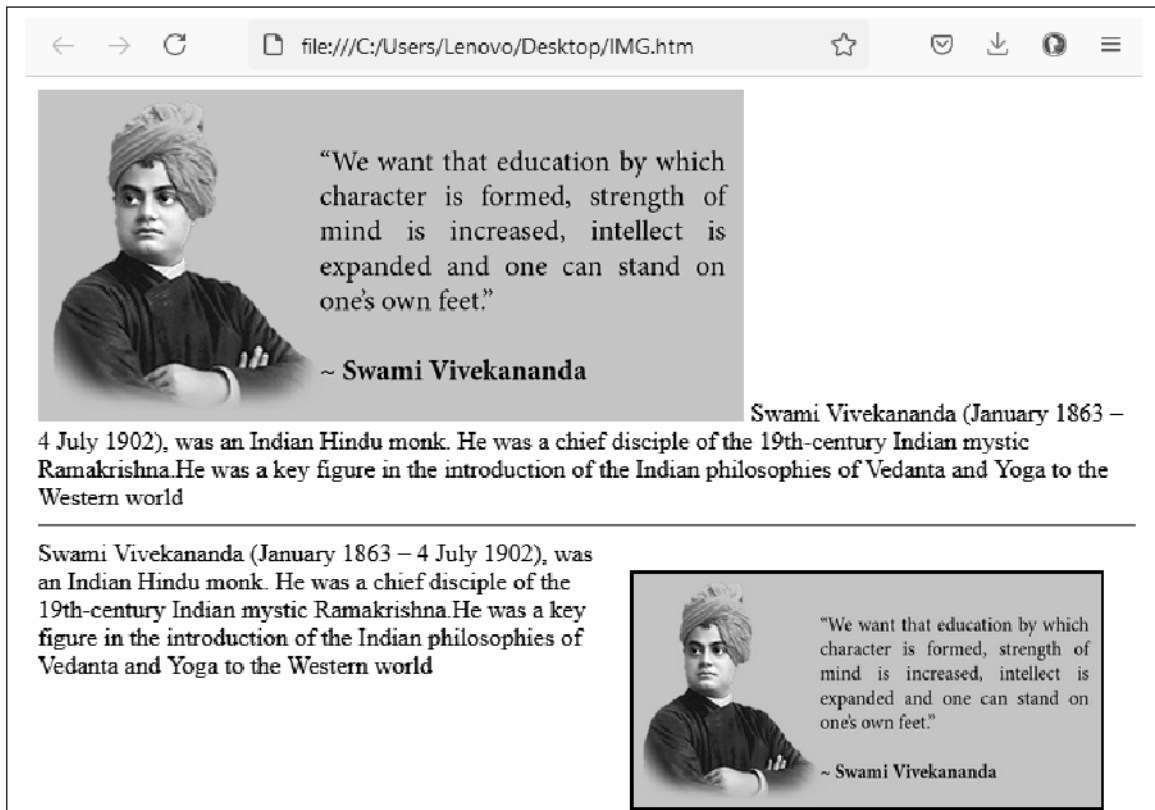 file:///C:/Users/Lenovo/Desktop/IMG.htm
“We want that education by which
character is formed, strength of
mind is increased, intellect is
expanded and one can stand on
one’s own feet.”
~ Swami Vivekananda
Swami Vivekananda (January 1863 –
4 July 1902), was an Indian Hindu monk. He was a chief disciple of the 19th-century Indian mystic
Ramakrishna.He was a key figure in the introduction of the Indian philosophies of Vedanta and Yoga to the
Western world
Swami Vivekananda (January 1863 – 4 July 1902), was
an Indian Hindu monk. He was a chief disciple of the
19th-century Indian mystic Ramakrishna.He was a key
figure in the introduction of the Indian philosophies of
Vedanta and Yoga to the Western world
“We want that education by which
character is formed, strength of
mind is increased, intellect is
expanded and one can stand on
one’s own feet.”
~ Swami Vivekananda